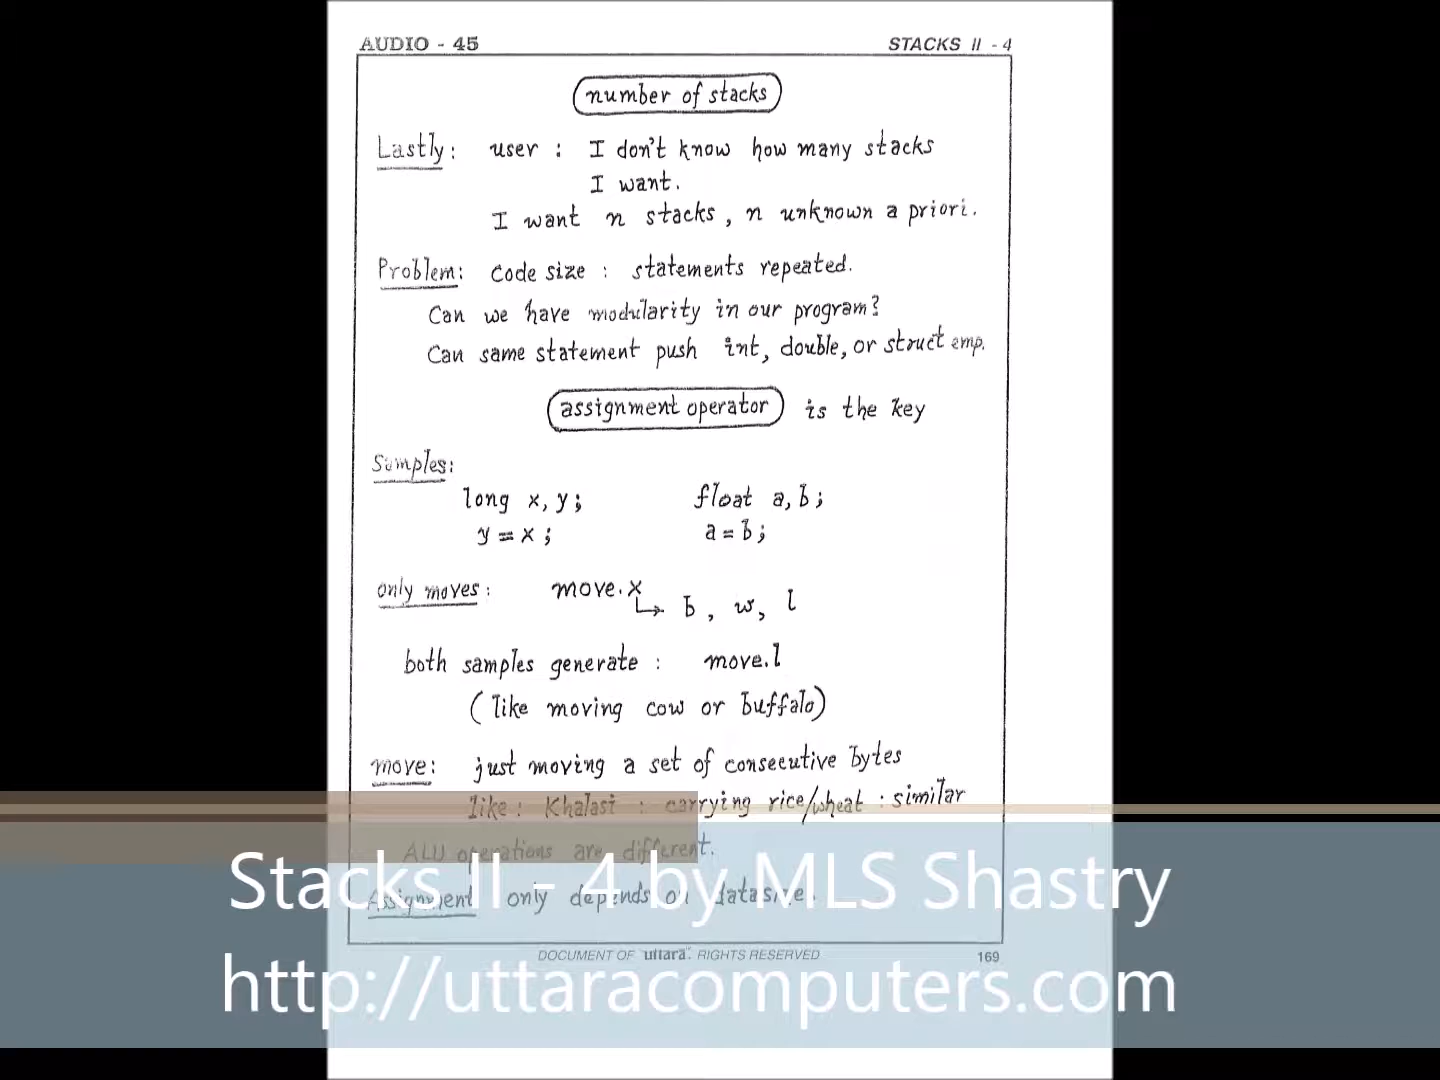 AUDIO - 45
STACKS II - 4
number of stacks
Lastly: user : I don't know how many stacks
I want.
I want n stacks, n unknown a priori.
Problem: code size : statements repeated.
Can we have modularity in our program?
Can same statement push int, double, or struct emp.
assignment operator is the key
Samples:
long x, y; float a, b;
y = x ; a = b;
only moves: move.x
b, w, l
both samples generate : move.l
(like moving cow or buffalo)
move: just moving a set of consecutive bytes
like : Khalasi : carrying rice/wheat : similar
ALU operations are different.
Assignment only depends on datasize.
Stacks II - 4 by MLS Shastry
DOCUMENT OF uttara™. RIGHTS RESERVED
169
http://uttaracomputers.com